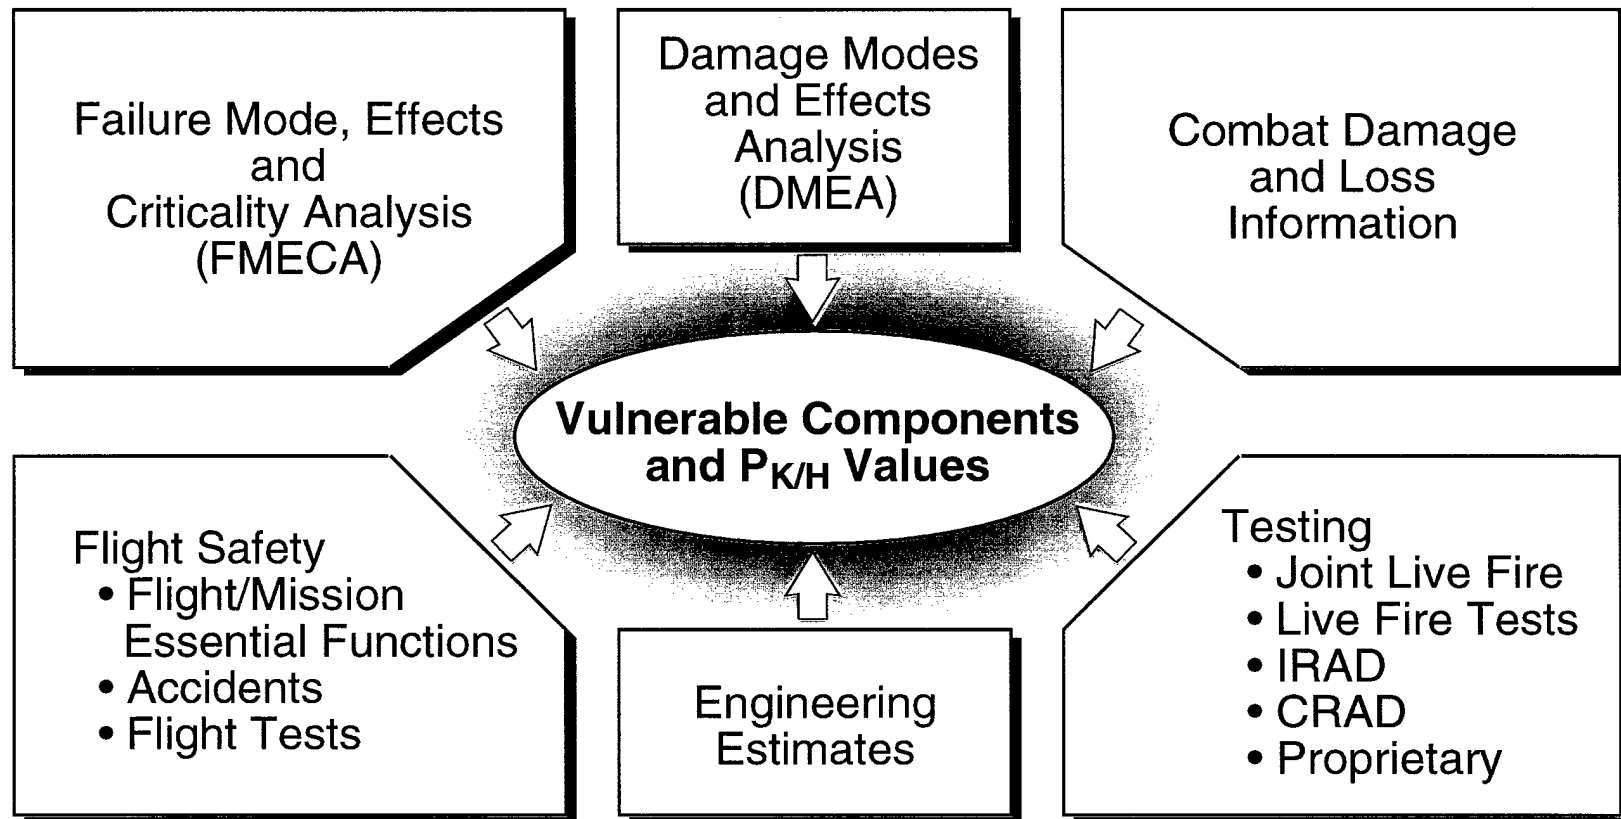 Failure Mode, Effects
and
Criticality Analysis
(FMECA)
Damage Modes
and Effects
Analysis
(DMEA)
Combat Damage
and Loss
Information
Vulnerable Components
and PK/H Values
Flight Safety
• Flight/Mission
Essential Functions
• Accidents
• Flight Tests
Engineering
Estimates
Testing
• Joint Live Fire
• Live Fire Tests
• IRAD
• CRAD
• Proprietary